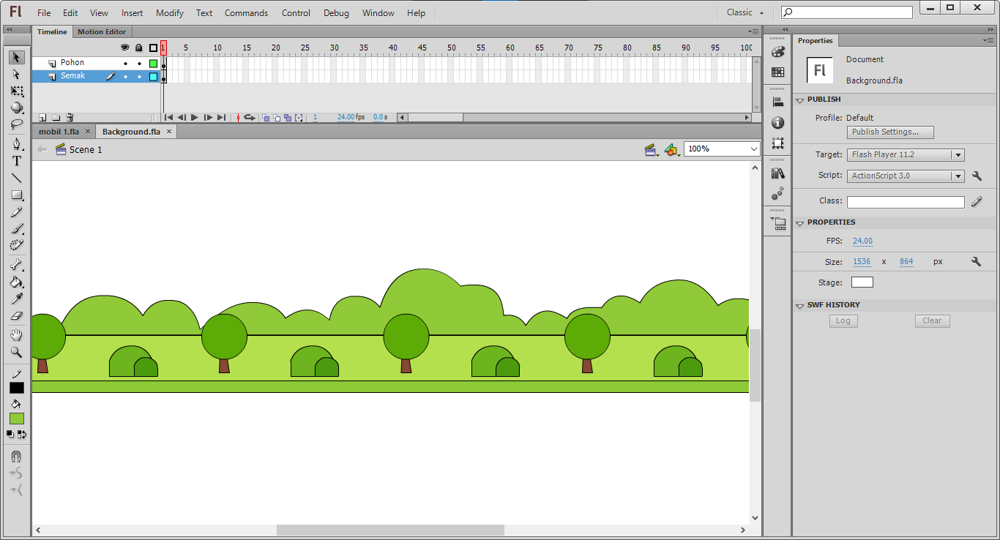 Fl File Edit View Insert Modify Text Commands Control Debug Window Help Classic
Timeline Motion Editor
1 5 10 15 20 25 30 35 40 45 50 55 60 65 70 75 80 85 90 95 100
Pohon
Semak
1 24.00 fps 0.0 s
mobil 1.fla × Background.fla ×
Scene 1 100%
T
Properties
Fl
Document
Background.fla
PUBLISH
Profile: Default
Publish Settings...
Target: Flash Player 11.2
Script: ActionScript 3.0
Class:
PROPERTIES
FPS: 24.00
Size: 1536 x 864 px
Stage:
SWF HISTORY
Log Clear